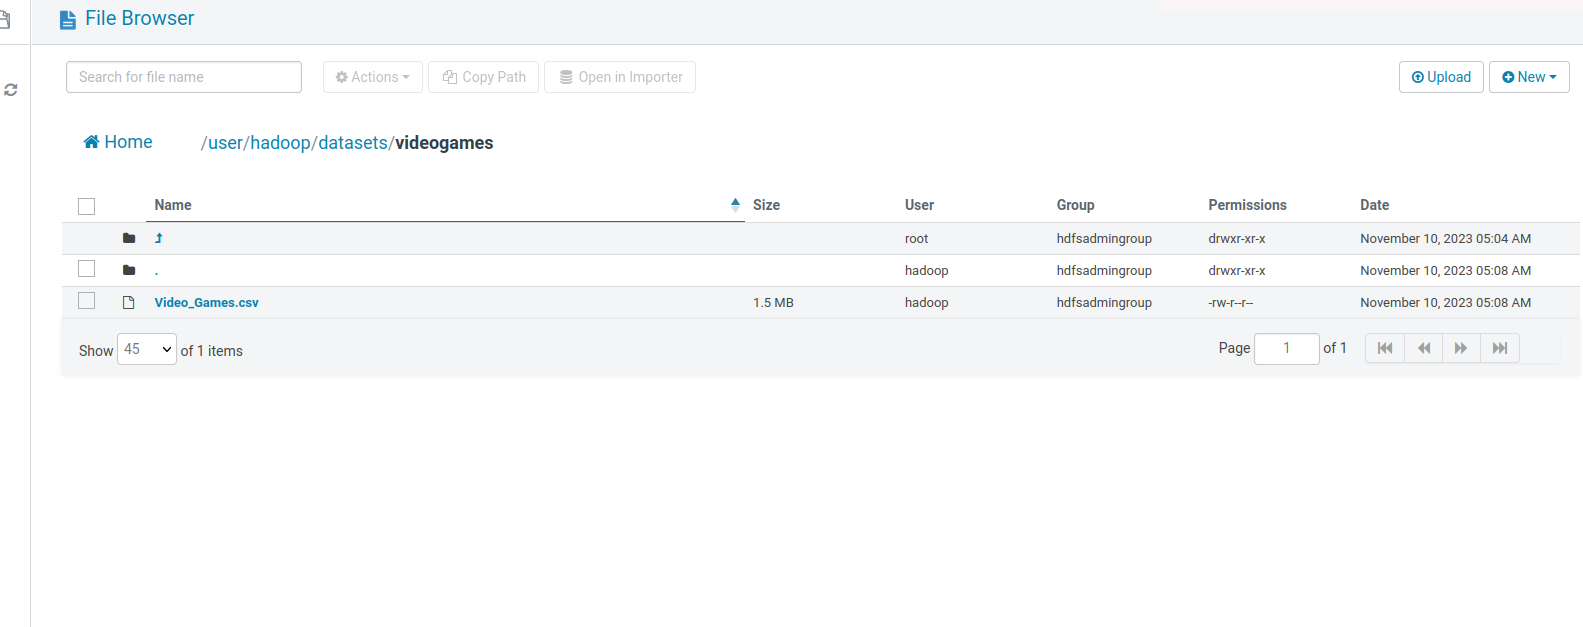 File Browser
Search for file name Actions Copy Path Open in Importer Upload New
Home /user/hadoop/datasets/videogames
Name Size User Group Permissions Date
root hdfsadmingroup drwxr-xr-x November 10, 2023 05:04 AM
. hadoop hdfsadmingroup drwxr-xr-x November 10, 2023 05:08 AM
Video_Games.csv 1.5 MB hadoop hdfsadmingroup -rw-r--r-- November 10, 2023 05:08 AM
Show 45 of 1 items Page 1 of 1